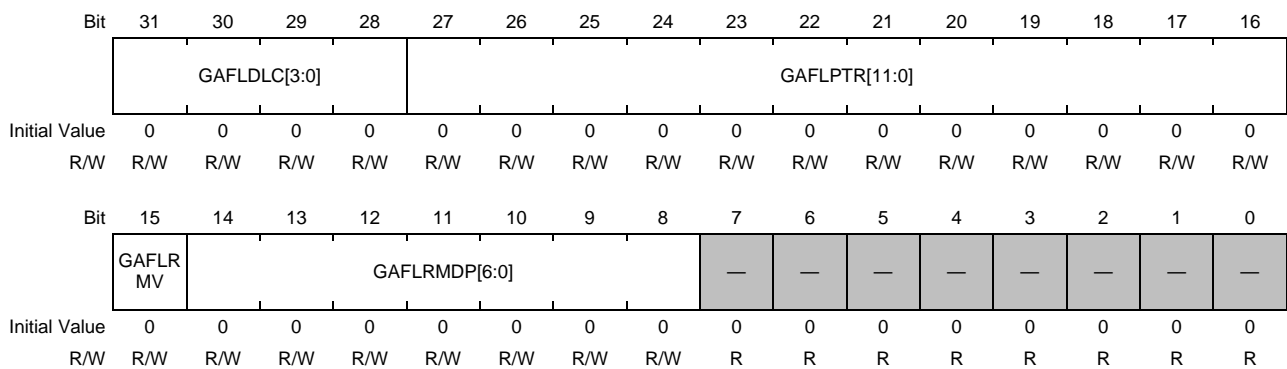 Bit 31 30 29 28 27 26 25 24 23 22 21 20 19 18 17 16
GAFLDLC[3:0] GAFLPTR[11:0]
Initial Value 0 0 0 0 0 0 0 0 0 0 0 0 0 0 0 0
R/W R/W R/W R/W R/W R/W R/W R/W R/W R/W R/W R/W R/W R/W R/W R/W R/W
Bit 15 14 13 12 11 10 9 8 7 6 5 4 3 2 1 0
GAFLR
MV GAFLRMDP[6:0] — — — — — — — —
Initial Value 0 0 0 0 0 0 0 0 0 0 0 0 0 0 0 0
R/W R/W R/W R/W R/W R/W R/W R/W R/W R R R R R R R R